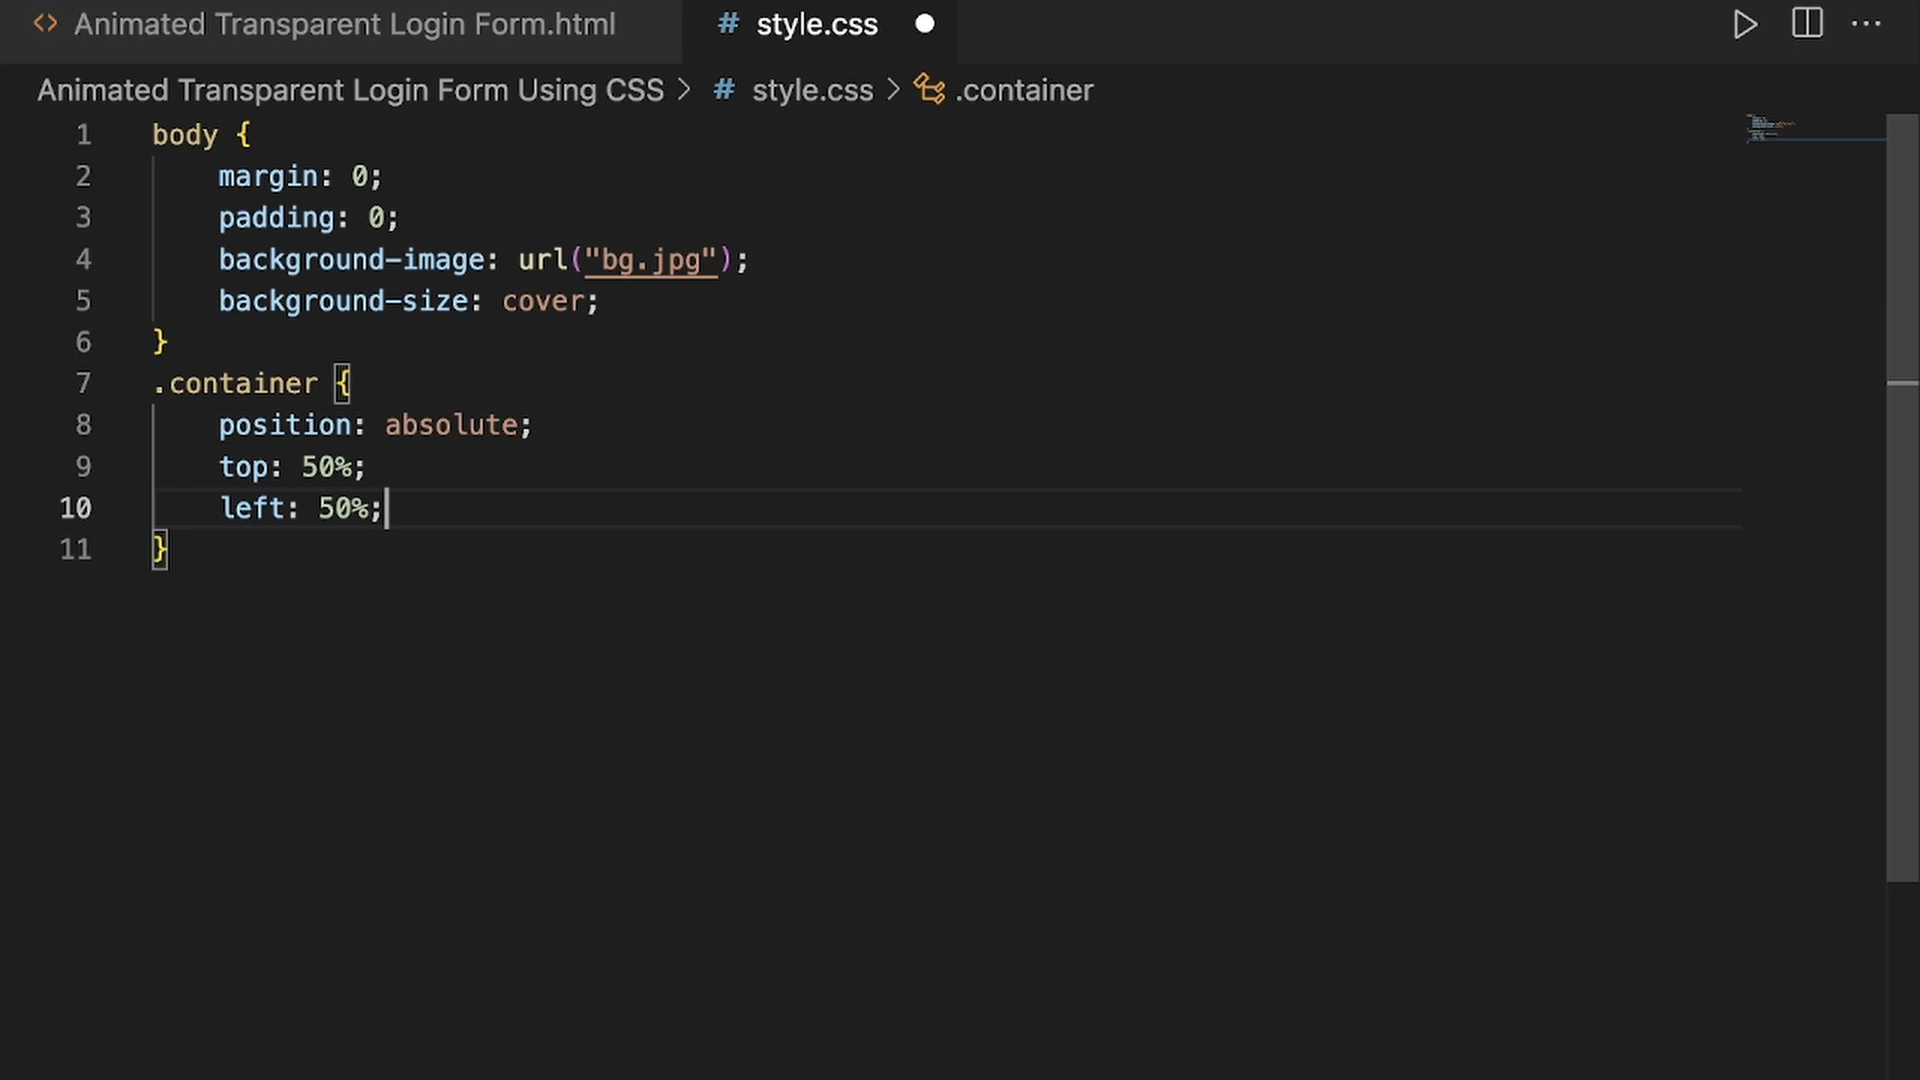 Animated Transparent Login Form.html # style.css
Animated Transparent Login Form Using CSS > # style.css > .container
1 body {
2 margin: 0;
3 padding: 0;
4 background-image: url("bg.jpg");
5 background-size: cover;
6 }
7 .container {
8 position: absolute;
9 top: 50%;
10 left: 50%;
11 }